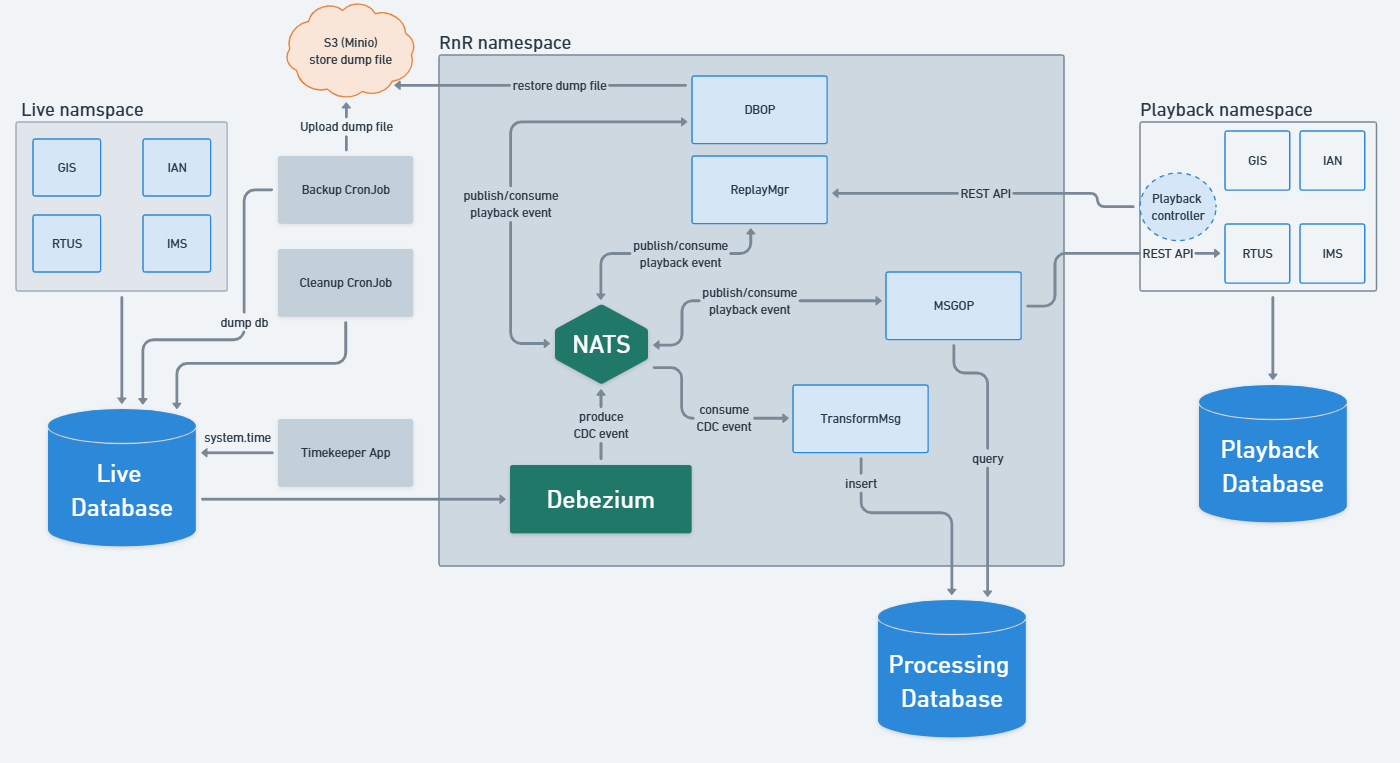 S3 (Minio)
store dump file
RnR namespace
restore dump file
DBOP
Live namspace
Upload dump file
Playback namespace
GIS
IAN
RTUS
IMS
Backup CronJob
Cleanup CronJob
dump db
publish/consume
playback event
ReplayMgr
REST API
Playback
controller
GIS
IAN
REST API
RTUS
IMS
publish/consume
playback event
publish/consume
playback event
MSGOP
NATS
produce
CDC event
consume
CDC event
TransformMsg
system.time
Timekeeper App
Live
Database
Debezium
insert
query
Playback
Database
Processing
Database